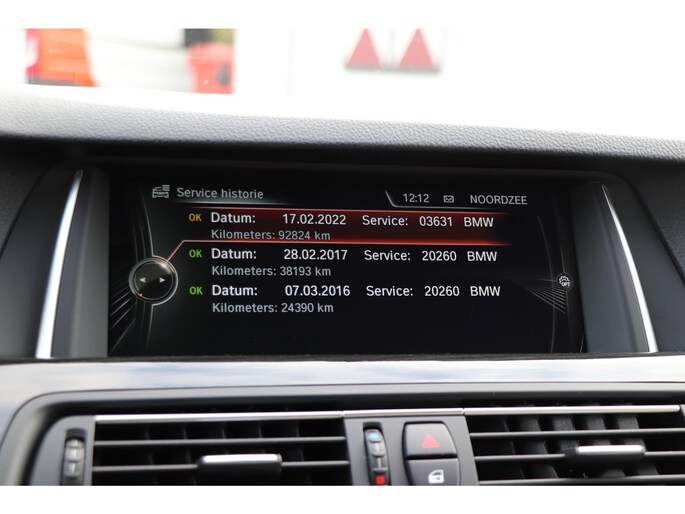 Service historie 12:12 NOORDZEE
OK Datum: 17.02.2022 Service: 03631 BMW
Kilometers: 92824 km
OK Datum: 28.02.2017 Service: 20260 BMW
Kilometers: 38193 km
OK Datum: 07.03.2016 Service: 20260 BMW
Kilometers: 24390 km
OPT